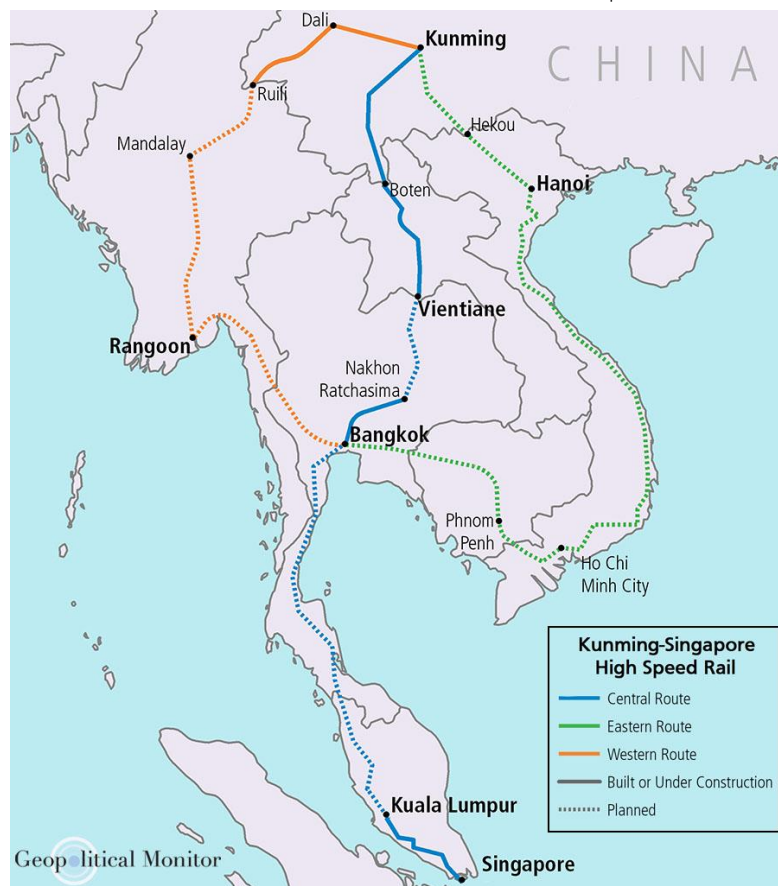 Dali
Kunming
CHINA
Ruili
Hekou
Mandalay
Boten
Hanoi
Vientiane
Rangoon
Nakhon
Ratchasima
Bangkok
Phnom
Penh
Ho Chi
Minh City
Kunming-Singapore
High Speed Rail
Central Route
Eastern Route
Western Route
Built or Under Construction
Planned
Kuala Lumpur
Singapore
Geopolitical Monitor